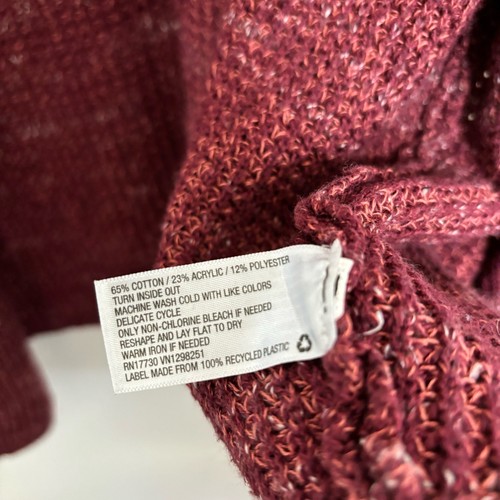 65% COTTON / 23% ACRYLIC / 12% POLYESTER
TURN INSIDE OUT
MACHINE WASH COLD WITH LIKE COLORS
DELICATE CYCLE
ONLY NON-CHLORINE BLEACH IF NEEDED
RESHAPE AND LAY FLAT TO DRY
WARM IRON IF NEEDED
RN17730 VN1298251
LABEL MADE FROM 100% RECYCLED PLASTIC